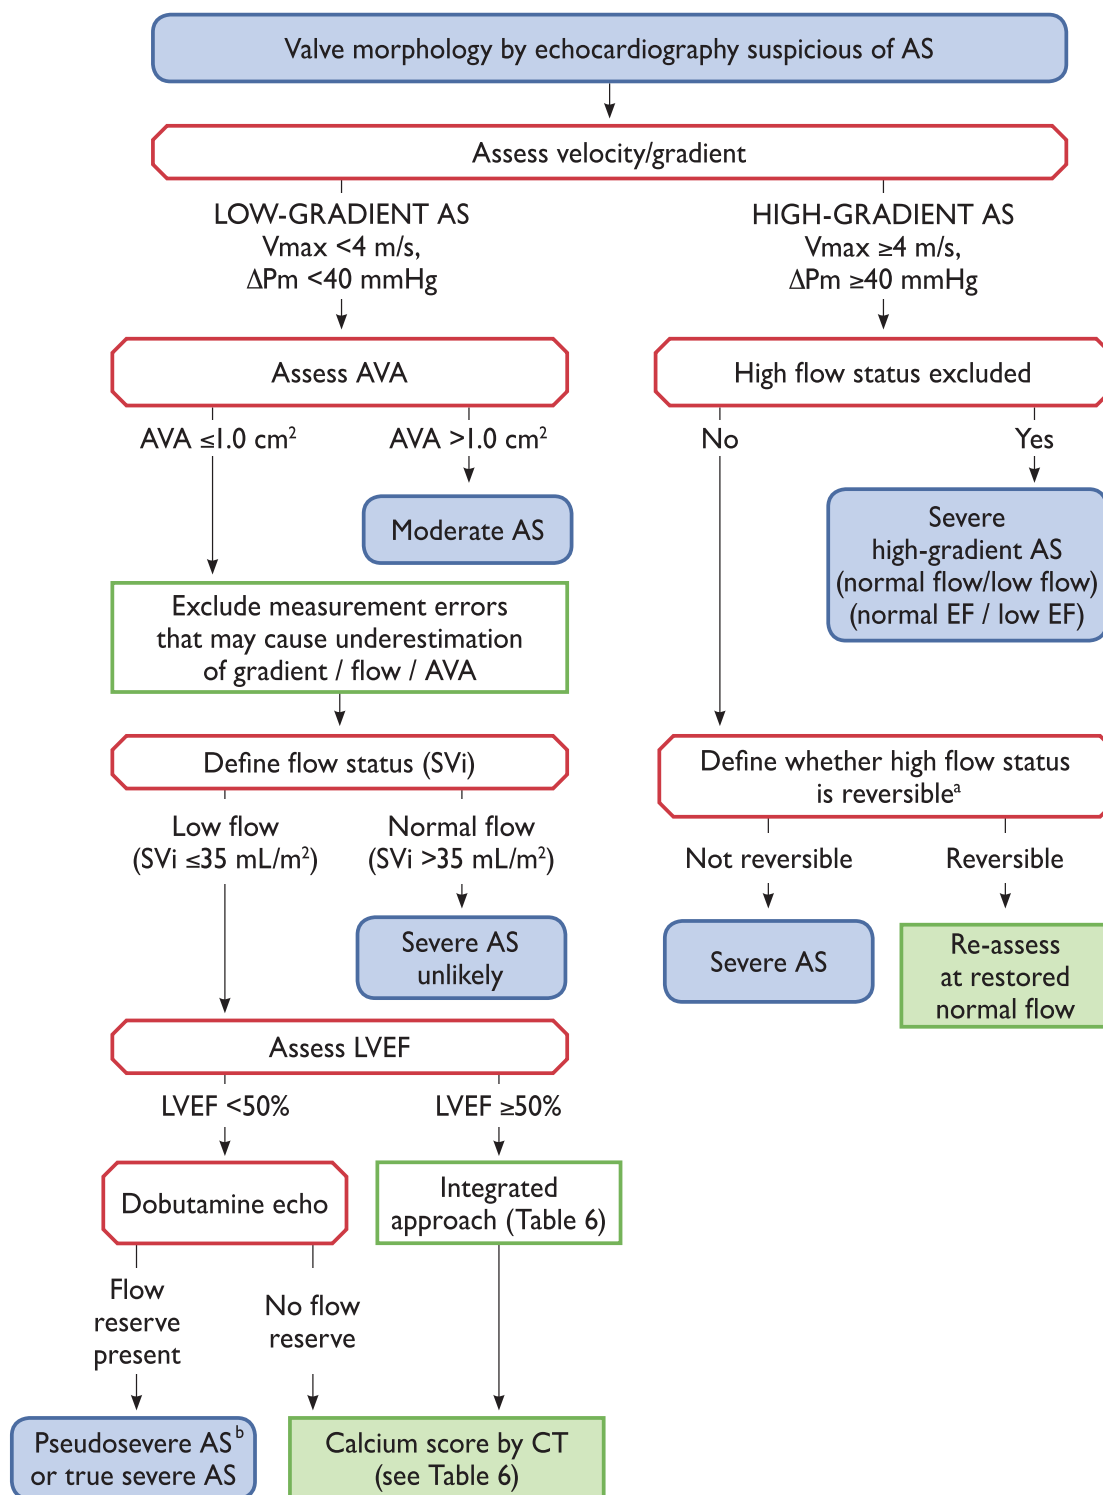 Valve morphology by echocardiography suspicious of AS
Assess velocity/gradient
LOW-GRADIENT AS
Vmax <4 m/s,
ΔPm <40 mmHg
HIGH-GRADIENT AS
Vmax ≥4 m/s,
ΔPm ≥40 mmHg
Assess AVA
High flow status excluded
AVA ≤1.0 cm²
AVA >1.0 cm²
No
Yes
Moderate AS
Severe
high-gradient AS
(normal flow/low flow)
(normal EF / low EF)
Exclude measurement errors
that may cause underestimation
of gradient / flow / AVA
Define flow status (SVi)
Define whether high flow status
is reversibleᵃ
Low flow
(SVi ≤35 mL/m²)
Normal flow
(SVi >35 mL/m²)
Not reversible
Reversible
Severe AS
unlikely
Severe AS
Re-assess
at restored
normal flow
Assess LVEF
LVEF <50%
LVEF ≥50%
Dobutamine echo
Integrated
approach (Table 6)
Flow
reserve
present
No flow
reserve
Pseudosevere ASᵇ
or true severe AS
Calcium score by CT
(see Table 6)